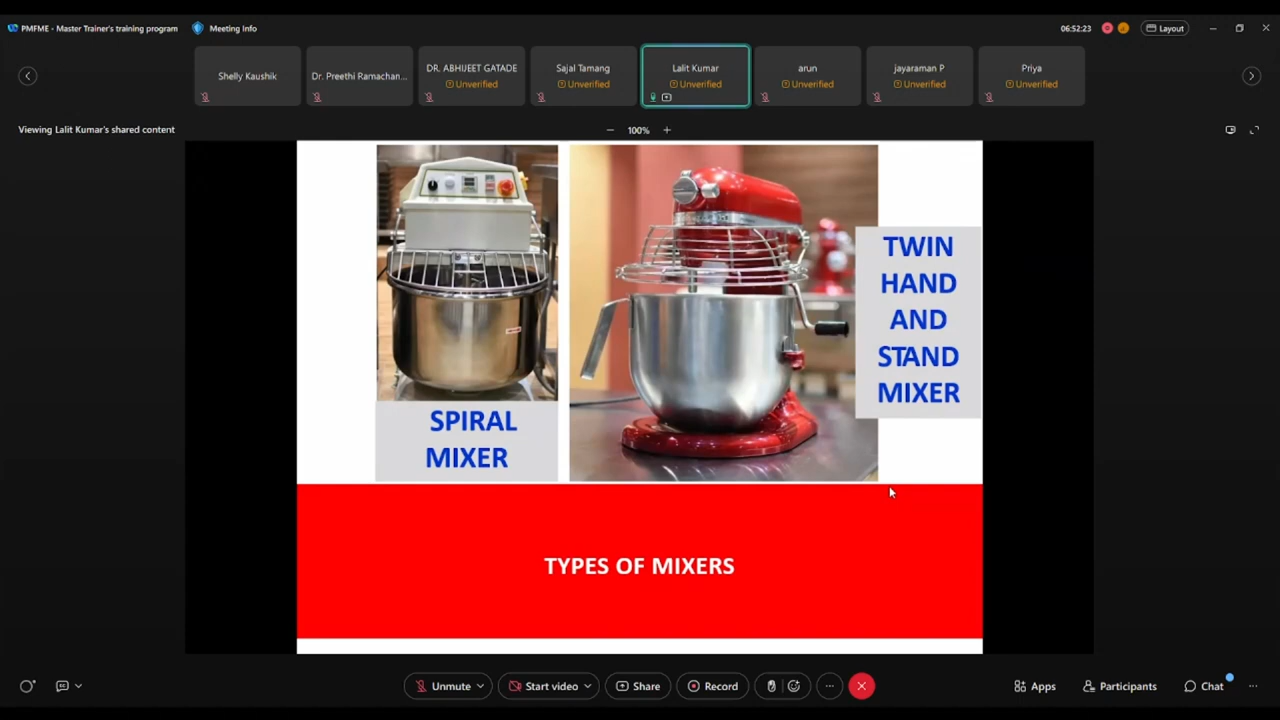 PMFME - Master Trainer's training program
Meeting Info
06:52:23
Layout
Shelly Kaushik
Dr. Preethi Ramachan...
DR. ABHIJEET GATADE
Unverified
Sajal Tamang
Unverified
Lalit Kumar
Unverified
arun
Unverified
jayaraman P
Unverified
Priya
Unverified
Viewing Lalit Kumar's shared content
100%
SPIRAL
MIXER
TWIN
HAND
AND
STAND
MIXER
TYPES OF MIXERS
Unmute
Start video
Share
Record
Apps
Participants
Chat